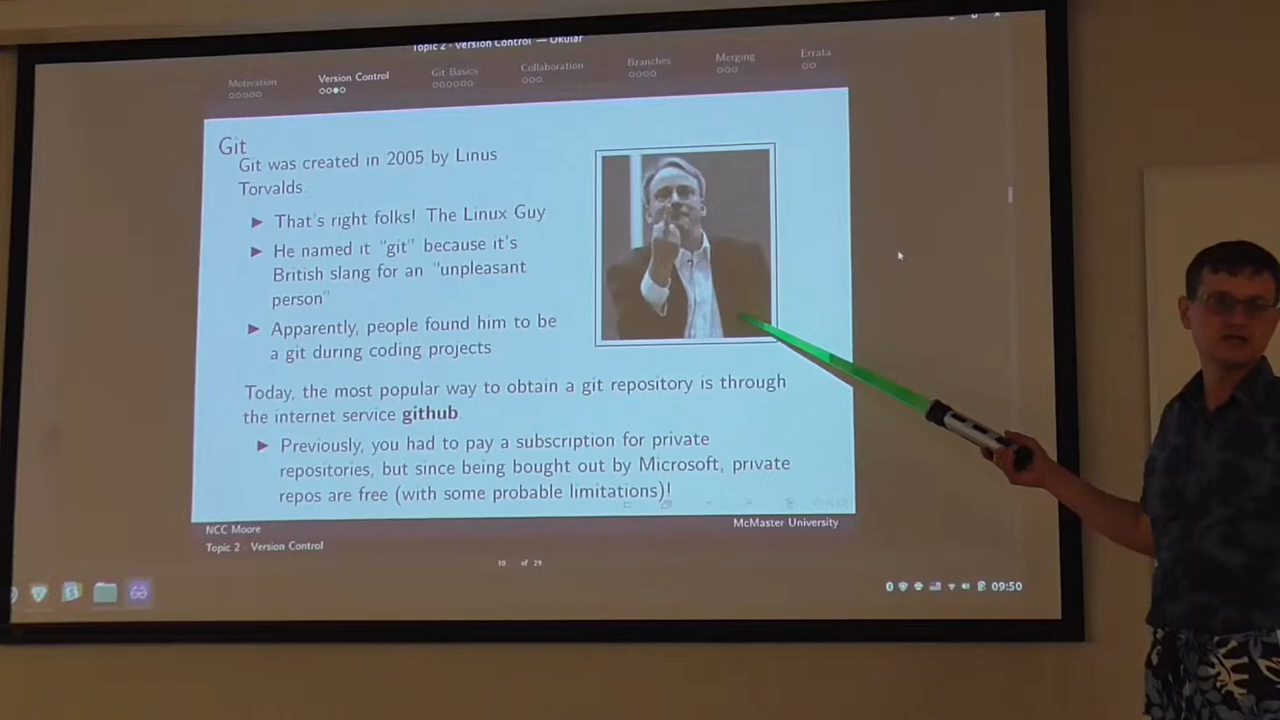 Topic 2 - Version Control — Okular
Motivation
Version Control
Git Basics
Collaboration
Branches
Merging
Errata
Git
Git was created in 2005 by Linus
Torvalds.
That's right folks! The Linux Guy
He named it "git" because it's
British slang for an "unpleasant
person"
Apparently, people found him to be
a git during coding projects
Today, the most popular way to obtain a git repository is through
the internet service github.
Previously, you had to pay a subscription for private
repositories, but since being bought out by Microsoft, private
repos are free (with some probable limitations)!
NCC Moore
McMaster University
Topic 2 - Version Control
10 of 29
09:50